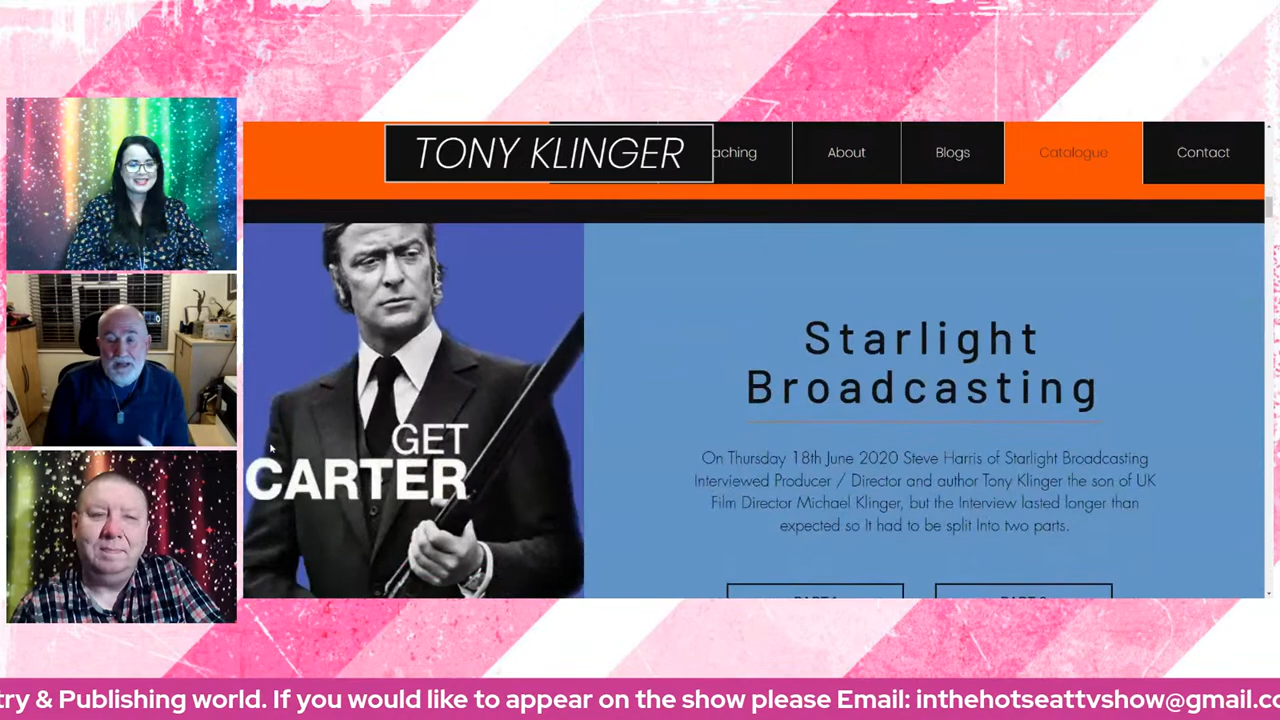 TONY KLINGER
aching
About
Blogs
Catalogue
Contact
GET
CARTER
Starlight
Broadcasting
On Thursday 18th June 2020 Steve Harris of Starlight Broadcasting
Interviewed Producer / Director and author Tony Klinger the son of UK
Film Director Michael Klinger, but the Interview lasted longer than
expected so It had to be split Into two parts.
try & Publishing world. If you would like to appear on the show please Email: inthehotseattvshow@gmail.co